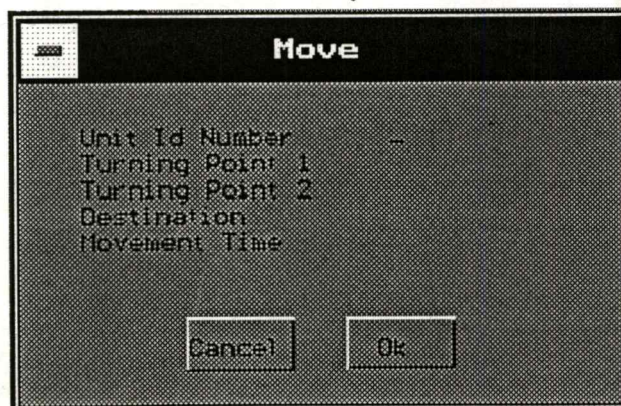 Move
Unit Id Number _
Turning Point 1
Turning Point 2
Destination
Movement Time
Cancel Ok